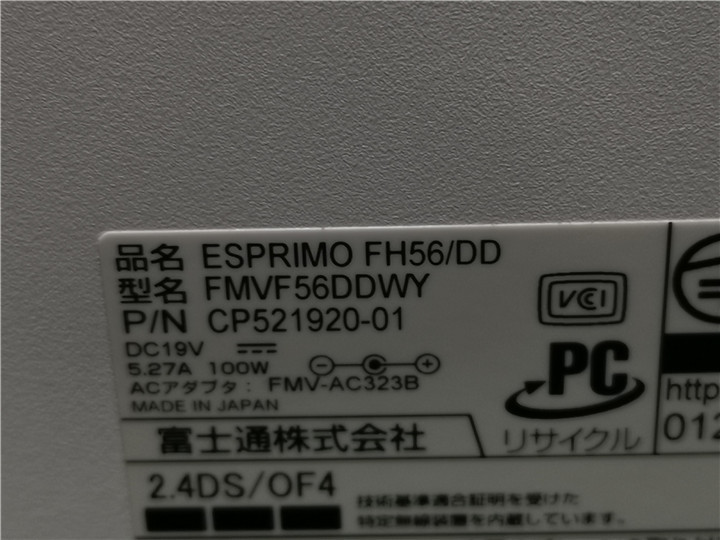 品名 ESPRIMO FH56/DD
型名 FMVF56DDWY
P/N CP521920-01
DC19V
5.27A 100W
ACアダプタ： FMV-AC323B
MADE IN JAPAN
VCCI
PC
リサイクル
富士通株式会社
http
012
2.4DS/OF4
技術基準適合証明を受けた
特定無線装置を内蔵しています。